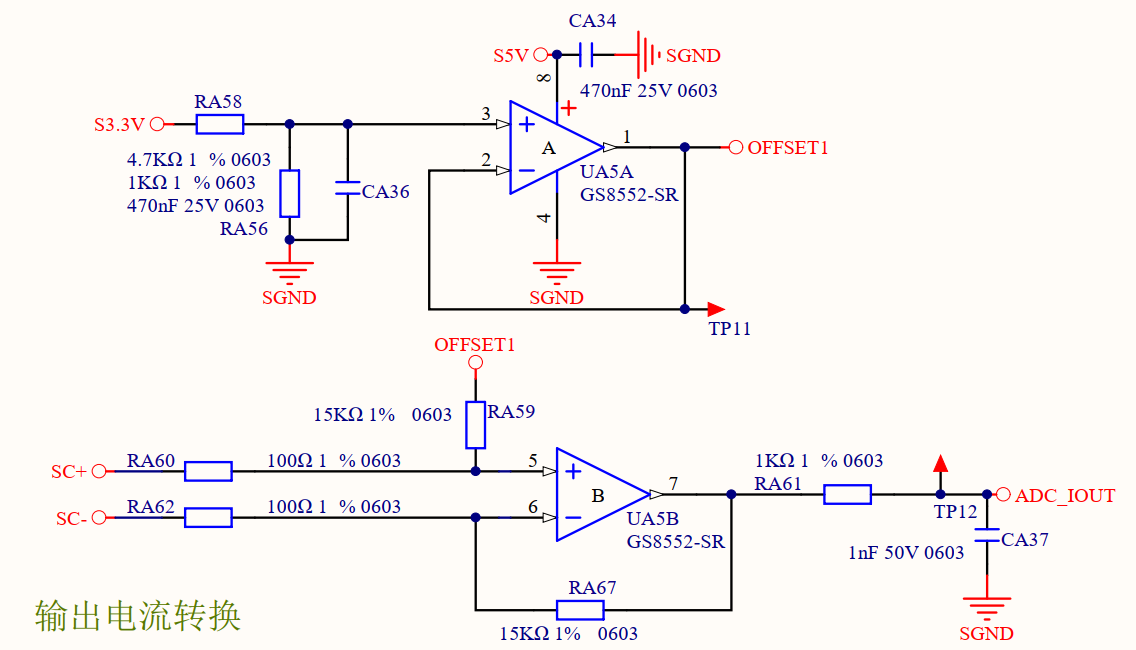 CA34
S5V
SGND
8
470nF 25V 0603
RA58
S3.3V
3
1
OFFSET1
4.7KΩ 1 % 0603
2
A
1KΩ 1 % 0603
UA5A
470nF 25V 0603
CA36
GS8552-SR
RA56
4
SGND
SGND
TP11
OFFSET1
15KΩ 1% 0603
RA59
SC+
RA60
100Ω 1 % 0603
5
1KΩ 1 % 0603
7
RA61
B
ADC_IOUT
SC-
RA62
100Ω 1 % 0603
6
UA5B
TP12
GS8552-SR
CA37
1nF 50V 0603
RA67
输出电流转换
15KΩ 1% 0603
SGND